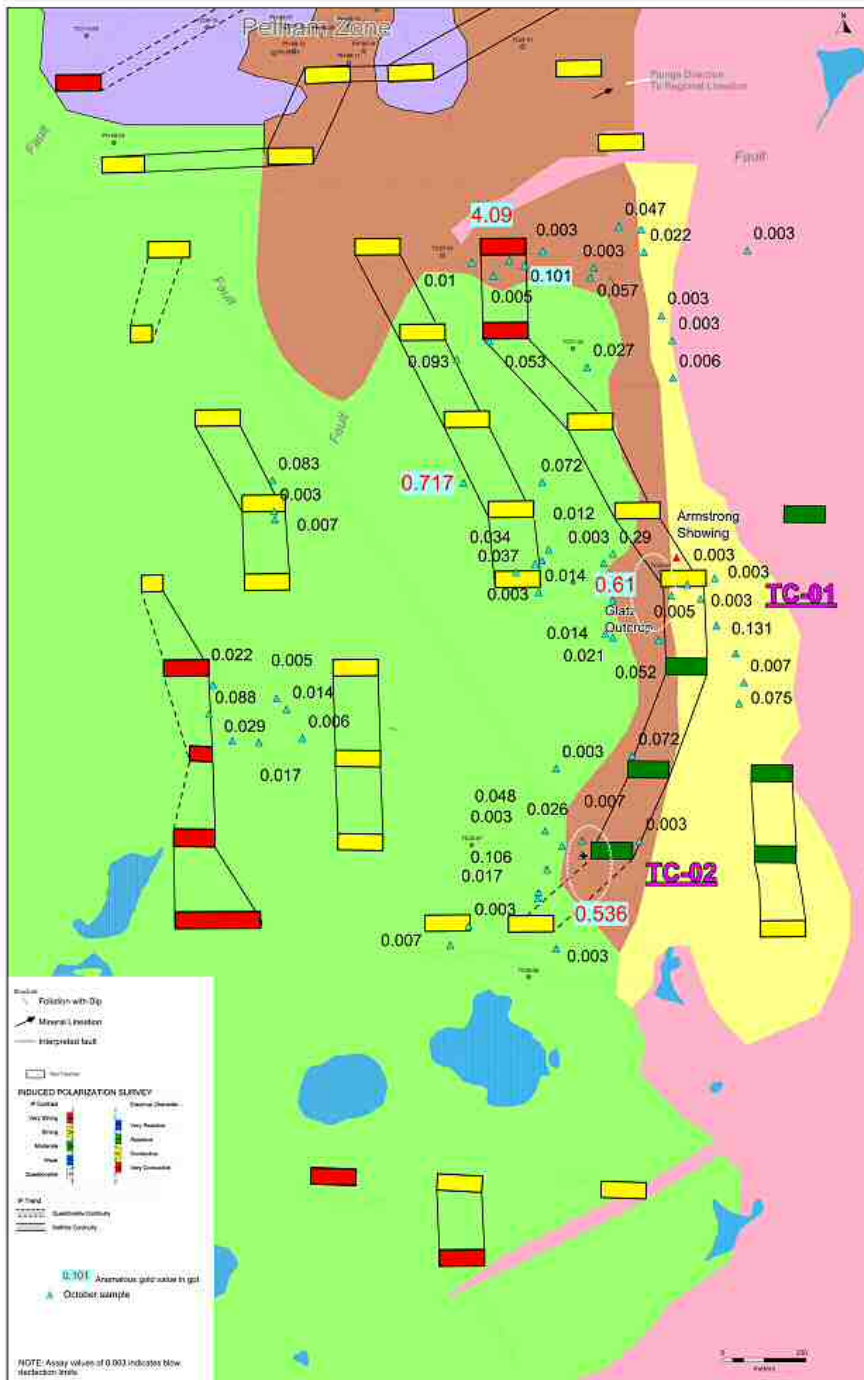 Pelham Zone
N
Plunge Direction
To Regional Lineation
Fault
Fault
4.09
0.003
0.047
0.022
0.003
0.003
0.01
0.101
0.057
0.005
Fault
0.003
0.003
0.006
0.093
0.053
0.027
Fault
0.083
0.003
0.007
0.717
0.072
0.012
0.034
0.003
0.29
0.037
Armstrong
Showing
0.003
0.003
0.014
0.61
0.003
0.005
0.003
TC-01
Glatz
Outcrop
0.131
0.014
0.021
0.052
0.007
0.075
0.022
0.005
0.088
0.014
0.029
0.006
0.017
0.003
0.072
0.048
0.003
0.026
0.007
0.003
0.106
0.017
TC-02
0.003
0.536
0.007
0.003
Foliation with Dip
Mineral Lineation
Interpreted fault
INDUCED POLARIZATION SURVEY
IP Contrast
Very Strong
Strong
Moderate
Weak
Questionable
Very Resistive
Resistive
Conductive
Very Conductive
IP Trend
Questionable Continuity
Definite Continuity
0.101 Anomalous gold value in gpt
October sample
NOTE: Assay values of 0.003 indicates blow
dectection limits